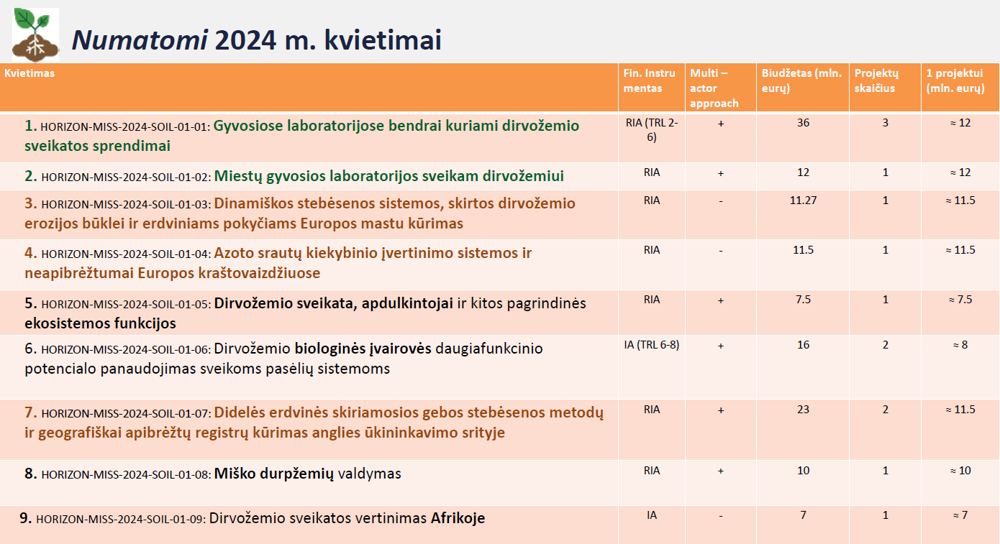 Numatomi 2024 m. kvietimai
Kvietimas
Fin. Instru
mentas
Multi –
actor
approach
Biudžetas (mln.
eurų)
Projektų
skaičius
1 projektui
(mln. eurų)
1. HORIZON-MISS-2024-SOIL-01-01: Gyvosiose laboratorijose bendrai kuriami dirvožemio
sveikatos sprendimai
RIA (TRL 2-
6)
+
36
3
≈ 12
2. HORIZON-MISS-2024-SOIL-01-02: Miestų gyvosios laboratorijos sveikam dirvožemiui
RIA
+
12
1
≈ 12
3. HORIZON-MISS-2024-SOIL-01-03: Dinamiškos stebėsenos sistemos, skirtos dirvožemio
erozijos būklei ir erdviniams pokyčiams Europos mastu kūrimas
RIA
-
11.27
1
≈ 11.5
4. HORIZON-MISS-2024-SOIL-01-04: Azoto srautų kiekybinio įvertinimo sistemos ir
neapibrėžtumai Europos kraštovaizdžiuose
RIA
-
11.5
1
≈ 11.5
5. HORIZON-MISS-2024-SOIL-01-05: Dirvožemio sveikata, apdulkintojai ir kitos pagrindinės
ekosistemos funkcijos
RIA
+
7.5
1
≈ 7.5
6. HORIZON-MISS-2024-SOIL-01-06: Dirvožemio biologinės įvairovės daugiafunkcinio
potencialo panaudojimas sveikoms pasėlių sistemoms
IA (TRL 6-8)
+
16
2
≈ 8
7. HORIZON-MISS-2024-SOIL-01-07: Didelės erdvinės skiriamosios gebos stebėsenos metodų
ir geografiškai apibrėžtų registrų kūrimas anglies ūkininkavimo srityje
RIA
+
23
2
≈ 11.5
8. HORIZON-MISS-2024-SOIL-01-08: Miško durpžemių valdymas
RIA
+
10
1
≈ 10
9. HORIZON-MISS-2024-SOIL-01-09: Dirvožemio sveikatos vertinimas Afrikoje
IA
-
7
1
≈ 7